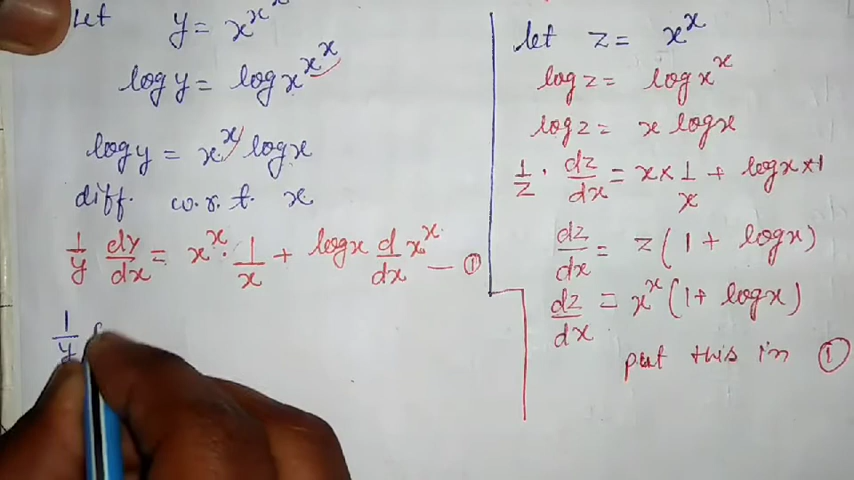 let y = x^x^x
log y = log x^x^x
log y = x^x log x
diff. w.r.t. x
1/y dy/dx = x^x · 1/x + log x d/dx x^x — ①
1/y
let z = x^x
log z = log x^x
log z = x log x
1/z · dz/dx = x × 1/x + log x × 1
dz/dx = z(1 + log x)
dz/dx = x^x (1 + log x)
put this in ①